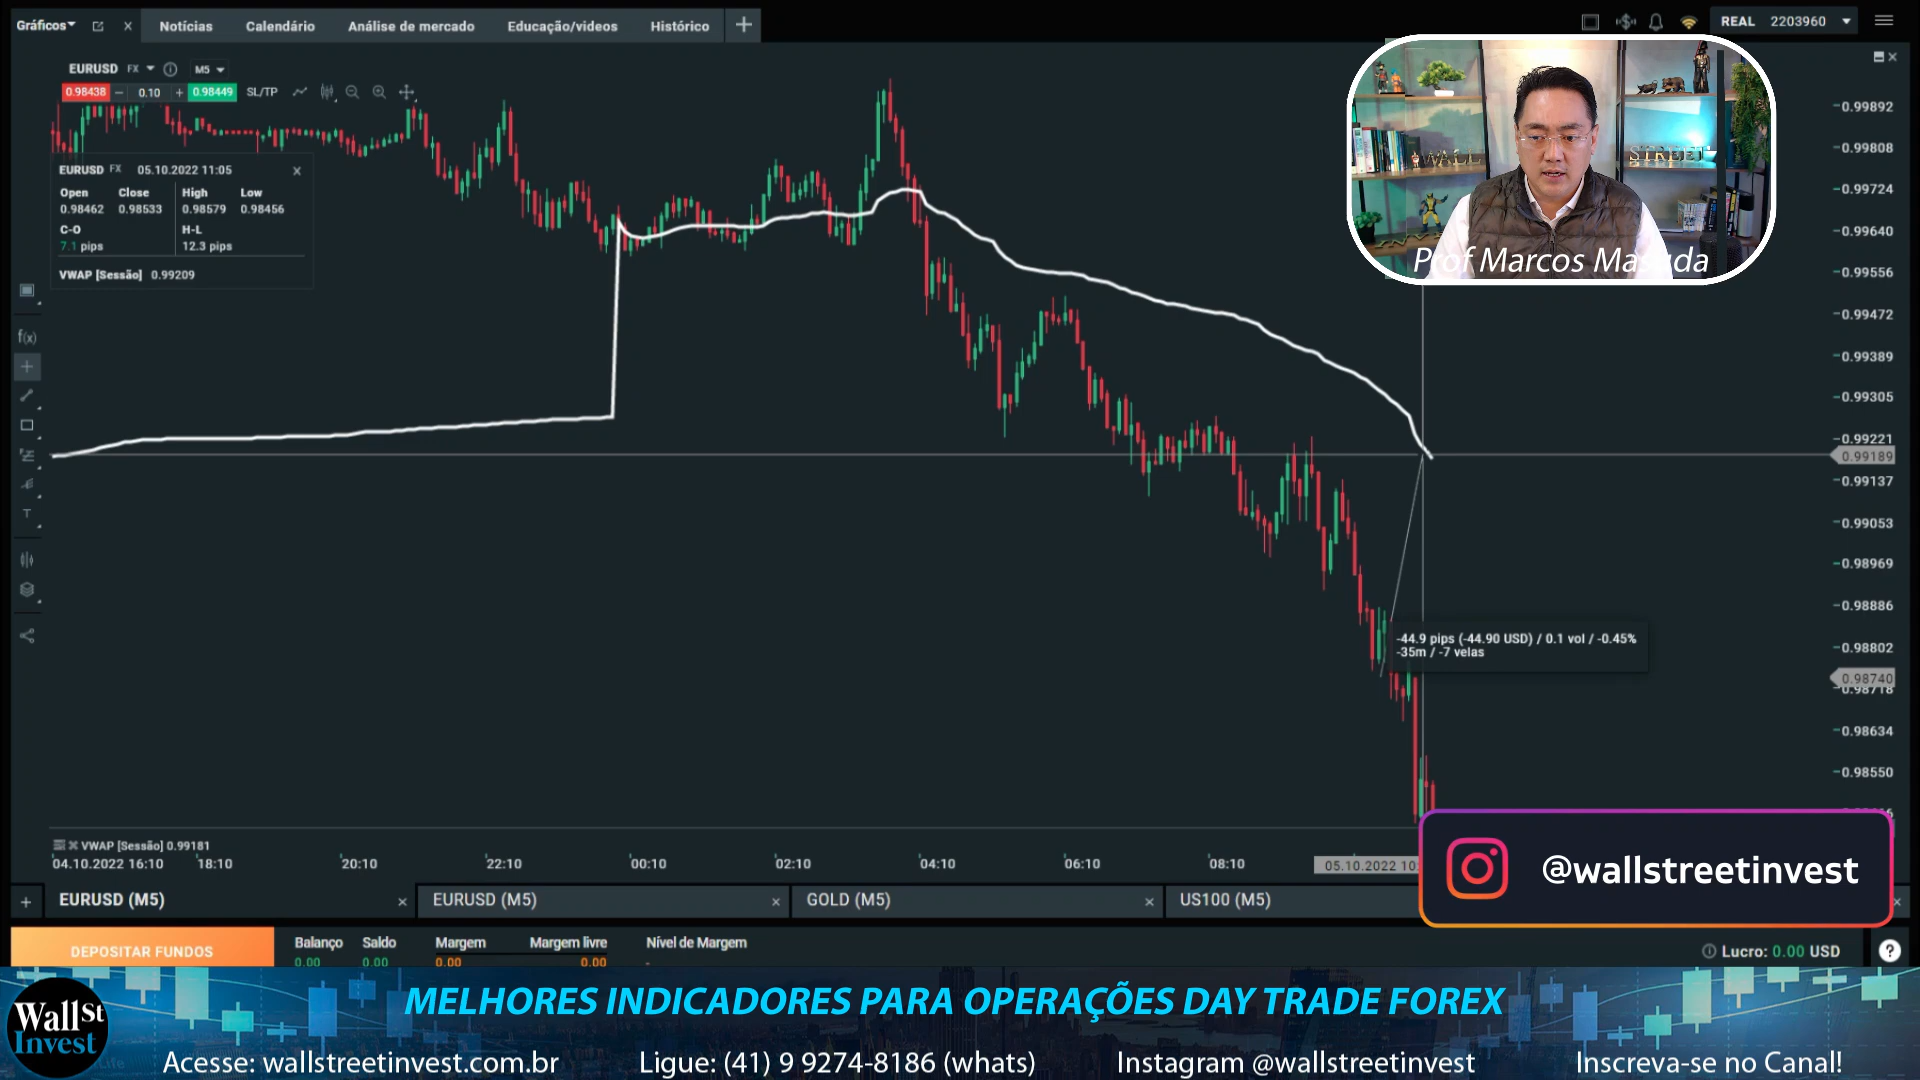 Gráficos
Notícias
Calendário
Análise de mercado
Educação/videos
Histórico
REAL 2203960
EURUSD FX
M5
0.98438 − 0.10 + 0.98449 SL/TP
EURUSD FX 05.10.2022 11:05
Open Close High Low
0.98462 0.98533 0.98579 0.98456
C-O H-L
7.1 pips 12.3 pips
VWAP [Sessão] 0.99209
WALL STREET
Prof Marcos Masuda
0.99892
0.99808
0.99724
0.99640
0.99556
0.99472
0.99389
0.99305
0.99221
0.99189
0.99137
0.99053
0.98969
0.98886
0.98802
0.98740
0.98718
0.98634
0.98550
f(x)
T
-44.9 pips (-44.90 USD) / 0.1 vol / -0.45%
-35m / -7 velas
VWAP [Sessão] 0.99181
04.10.2022 16:10 18:10 20:10 22:10 00:10 02:10 04:10 06:10 08:10 05.10.2022 10:
@wallstreetinvest
EURUSD (M5)
EURUSD (M5)
GOLD (M5)
US100 (M5)
DEPOSITAR FUNDOS
Balanço Saldo Margem Margem livre Nível de Margem
0.00 0.00 0.00 0.00 -
Lucro: 0.00 USD
?
Wall St
Invest
MELHORES INDICADORES PARA OPERAÇÕES DAY TRADE FOREX
Acesse: wallstreetinvest.com.br
Ligue: (41) 9 9274-8186 (whats)
Instagram @wallstreetinvest
Inscreva-se no Canal!